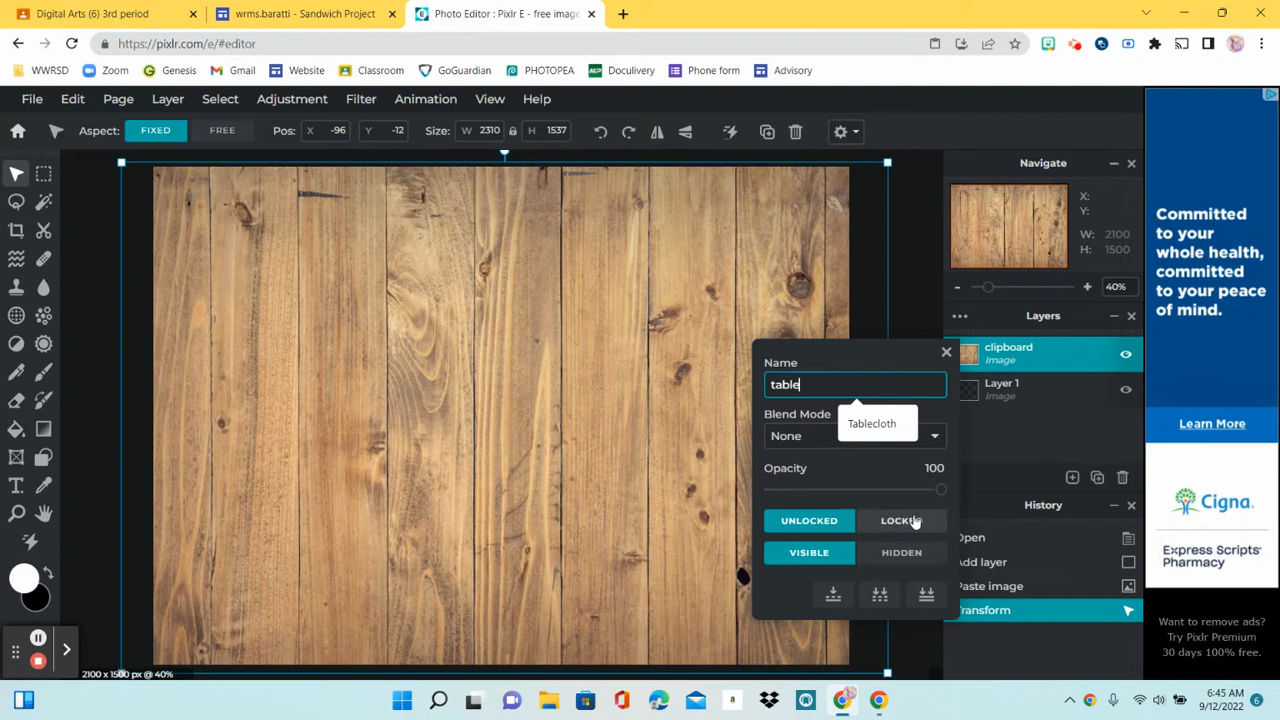 Digital Arts (6) 3rd period
wrms.baratti - Sandwich Project
Photo Editor : Pixlr E - free image
https://pixlr.com/e/#editor
WWRSD
Zoom
Genesis
Gmail
Website
Classroom
GoGuardian
PHOTOPEA
Doculivery
Phone form
Advisory
File Edit Page Layer Select Adjustment Filter Animation View Help
Aspect: FIXED FREE Pos: X -96 Y -12 Size: W 2310 H 1537
Navigate
X:
Y:
W: 2100
H: 1500
40%
Layers
clipboard
Image
Layer 1
Image
Name
table
Tablecloth
Blend Mode
None
Opacity 100
UNLOCKED
VISIBLE HIDDEN
History
Open
Add layer
Paste image
Transform
2100 x 1500 px @ 40%
Committed
to your
whole health,
committed
to your peace
of mind.
Learn More
Cigna.
Express Scripts®
Pharmacy
Want to remove ads?
Try Pixlr Premium
30 days 100% free.
6:45 AM
9/12/2022
6